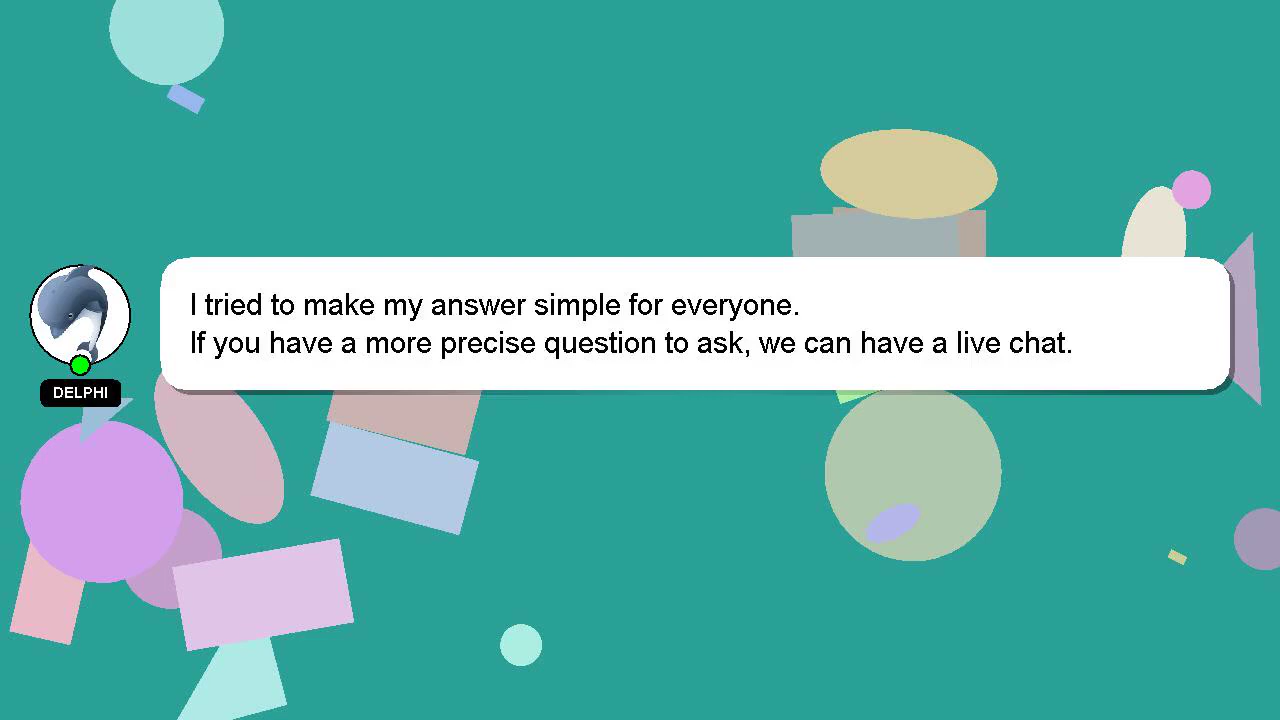 I tried to make my answer simple for everyone.
If you have a more precise question to ask, we can have a live chat.
DELPHI